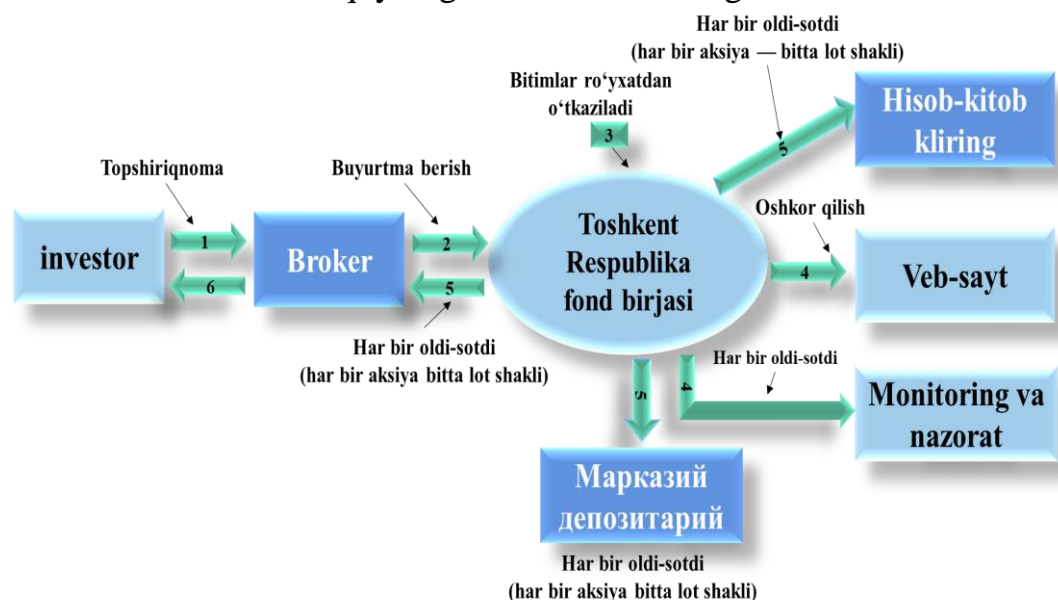 Har bir oldi-sotdi
(har bir aksiya — bitta lot shakli)
Bitimlar ro‘yxatdan
o‘tkaziladi
3
5
Hisob-kitob
kliring
Topshiriqnoma
Buyurtma berish
Oshkor qilish
investor
1
6
Broker
2
5
Toshkent
Respublika
fond birjasi
4
Veb-sayt
Har bir oldi-sotdi
(har bir aksiya bitta lot shakli)
Har bir oldi-sotdi
5
4
Monitoring va
nazorat
Марказий
депозитарий
Har bir oldi-sotdi
(har bir aksiya bitta lot shakli)